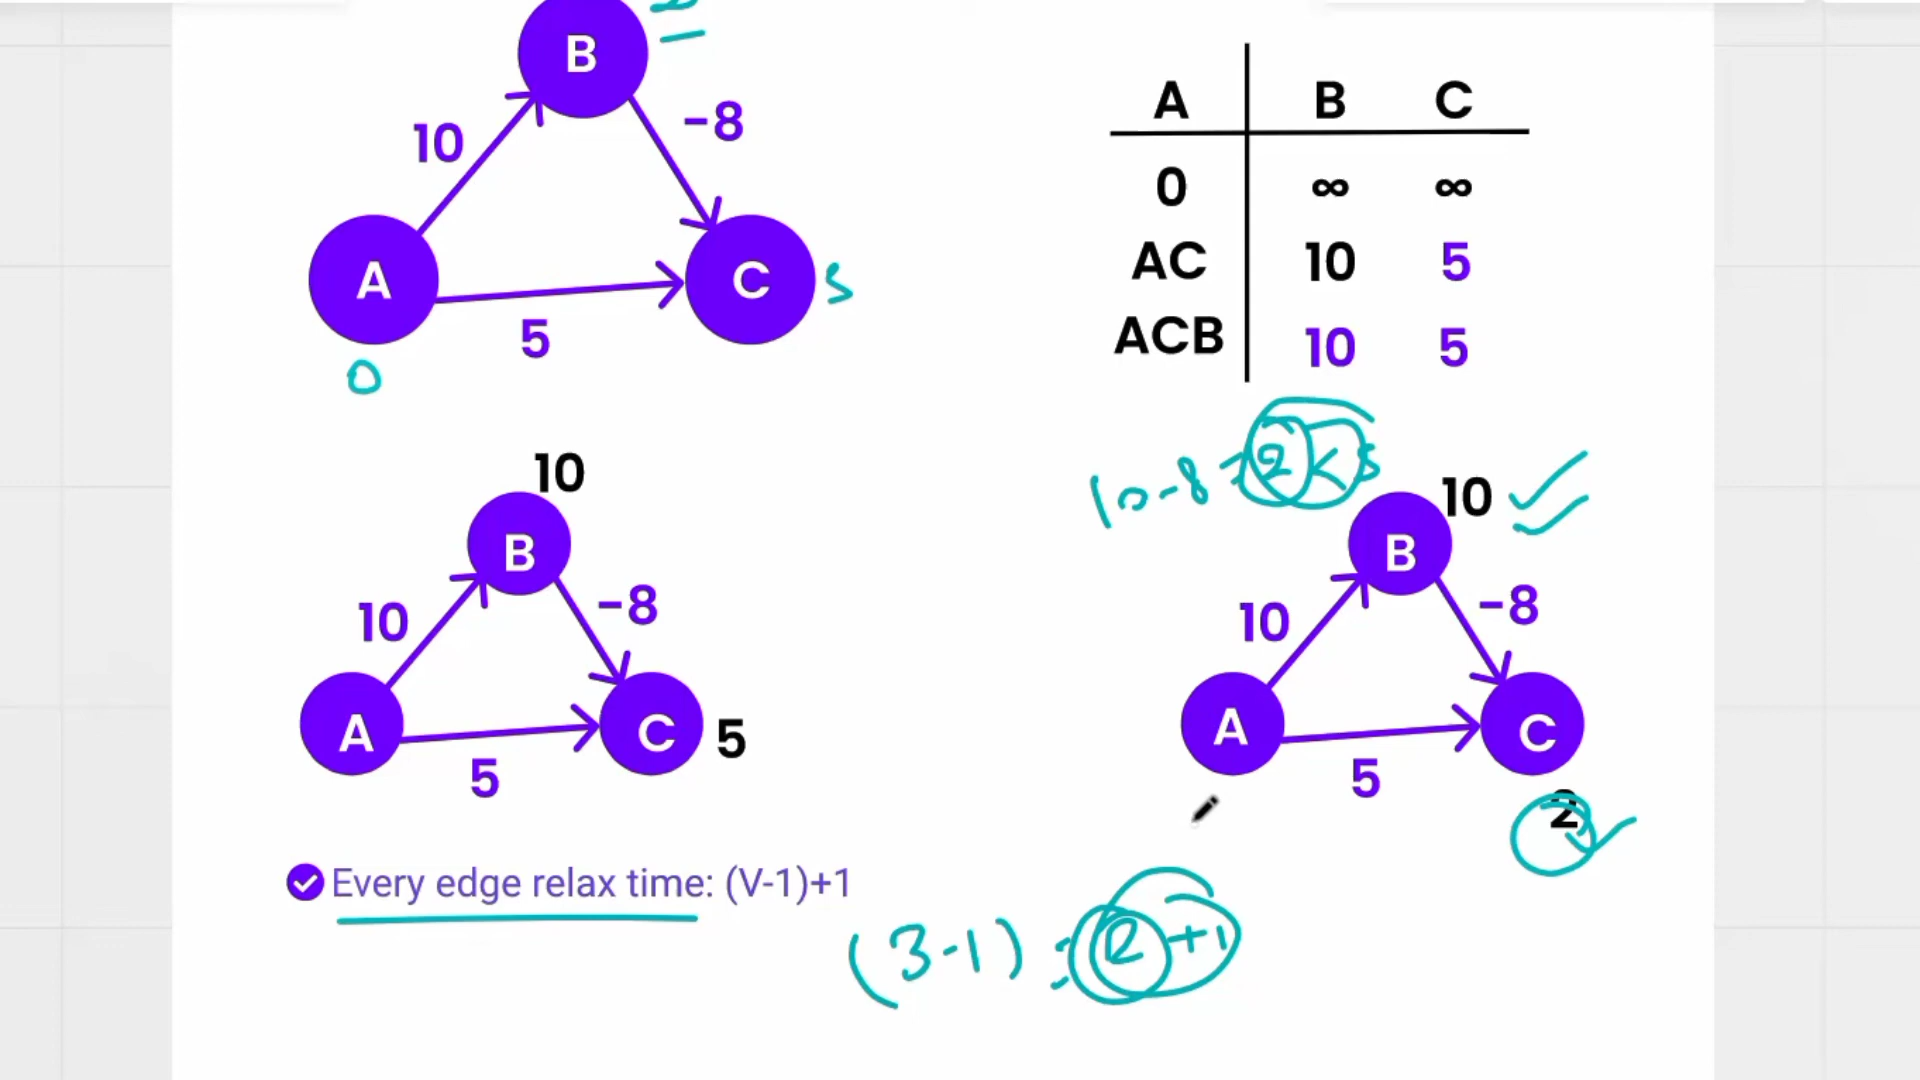 B
10
-8
A
C
5
5
0
A B C
0 ∞ ∞
AC 10 5
ACB 10 5
10-8 = 2 < 5
10
B
10
-8
A
C
5
5
10
B
10
-8
A
C
5
2
Every edge relax time: (V-1)+1
(3-1) = 2 +1